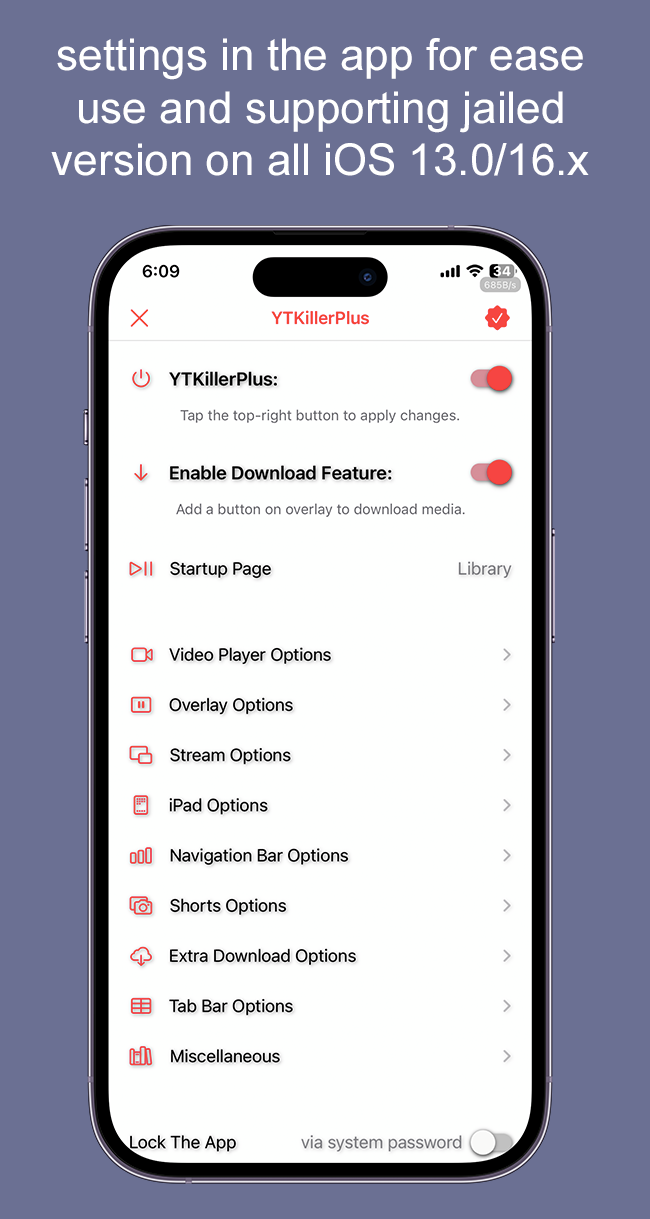 settings in the app for ease
use and supporting jailed
version on all iOS 13.0/16.x
6:09
34
685B/s
YTKillerPlus
YTKillerPlus:
Tap the top-right button to apply changes.
Enable Download Feature:
Add a button on overlay to download media.
Startup Page Library
Video Player Options
Overlay Options
Stream Options
iPad Options
Navigation Bar Options
Shorts Options
Extra Download Options
Tab Bar Options
Miscellaneous
Lock The App via system password